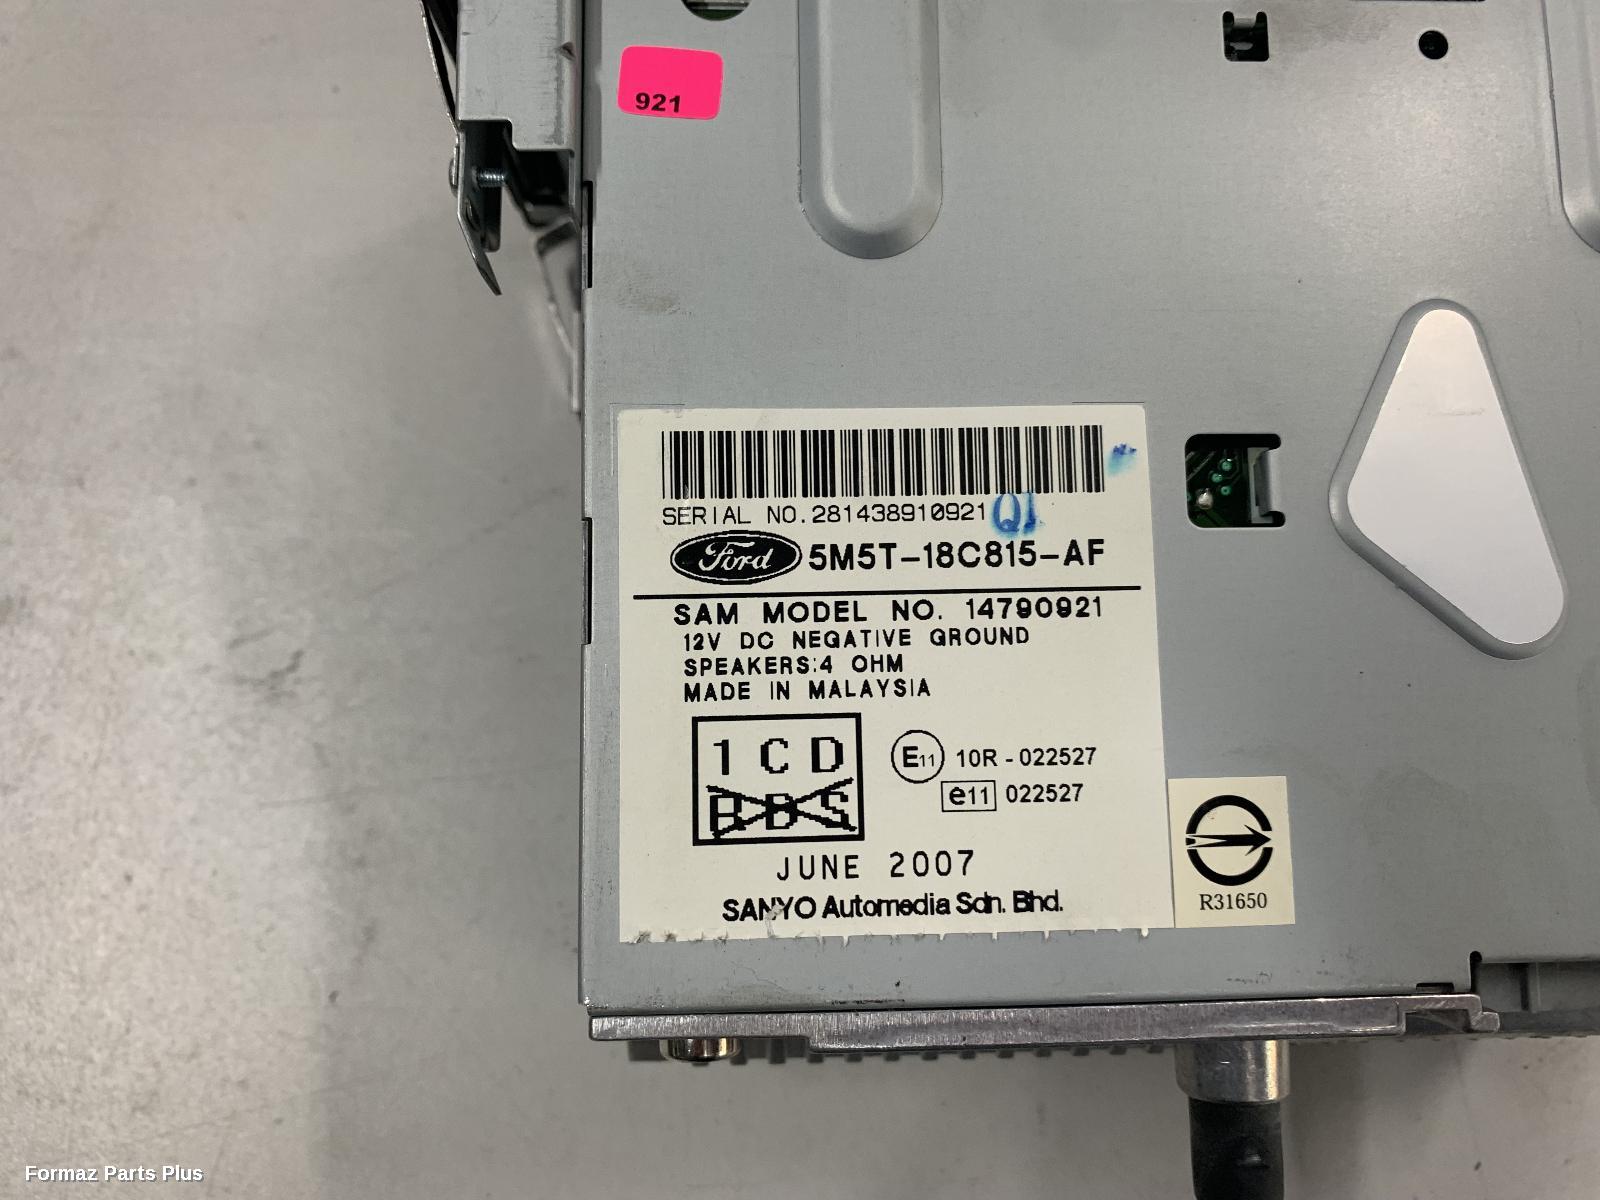 921
SERIAL NO.281438910921 Q1
Ford 5M5T-18C815-AF
SAM MODEL NO. 14790921
12V DC NEGATIVE GROUND
SPEAKERS:4 OHM
MADE IN MALAYSIA
1CD
RDS
E11 10R - 022527
e11 022527
JUNE 2007
SANYO Automedia Sdn. Bhd.
R31650
Formaz Parts Plus